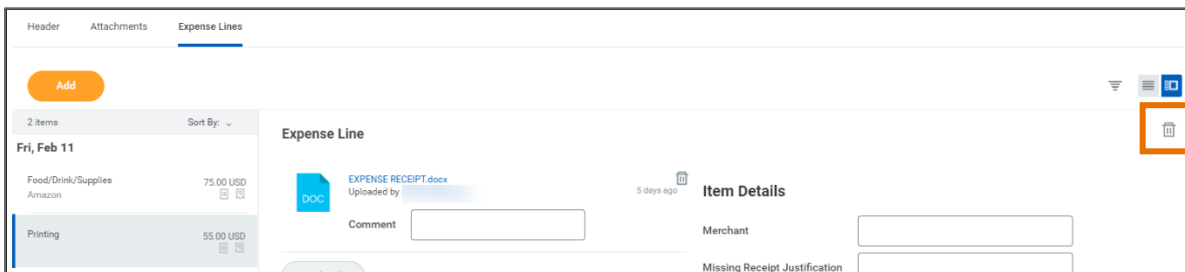 Header Attachments Expense Lines
Add
2 items Sort By:
Expense Line
Fri, Feb 11
Food/Drink/Supplies 75.00 USD
Amazon
EXPENSE RECEIPT.docx
DOC
Uploaded by
5 days ago
Item Details
Comment
Merchant
Printing 55.00 USD
Missing Receipt Justification